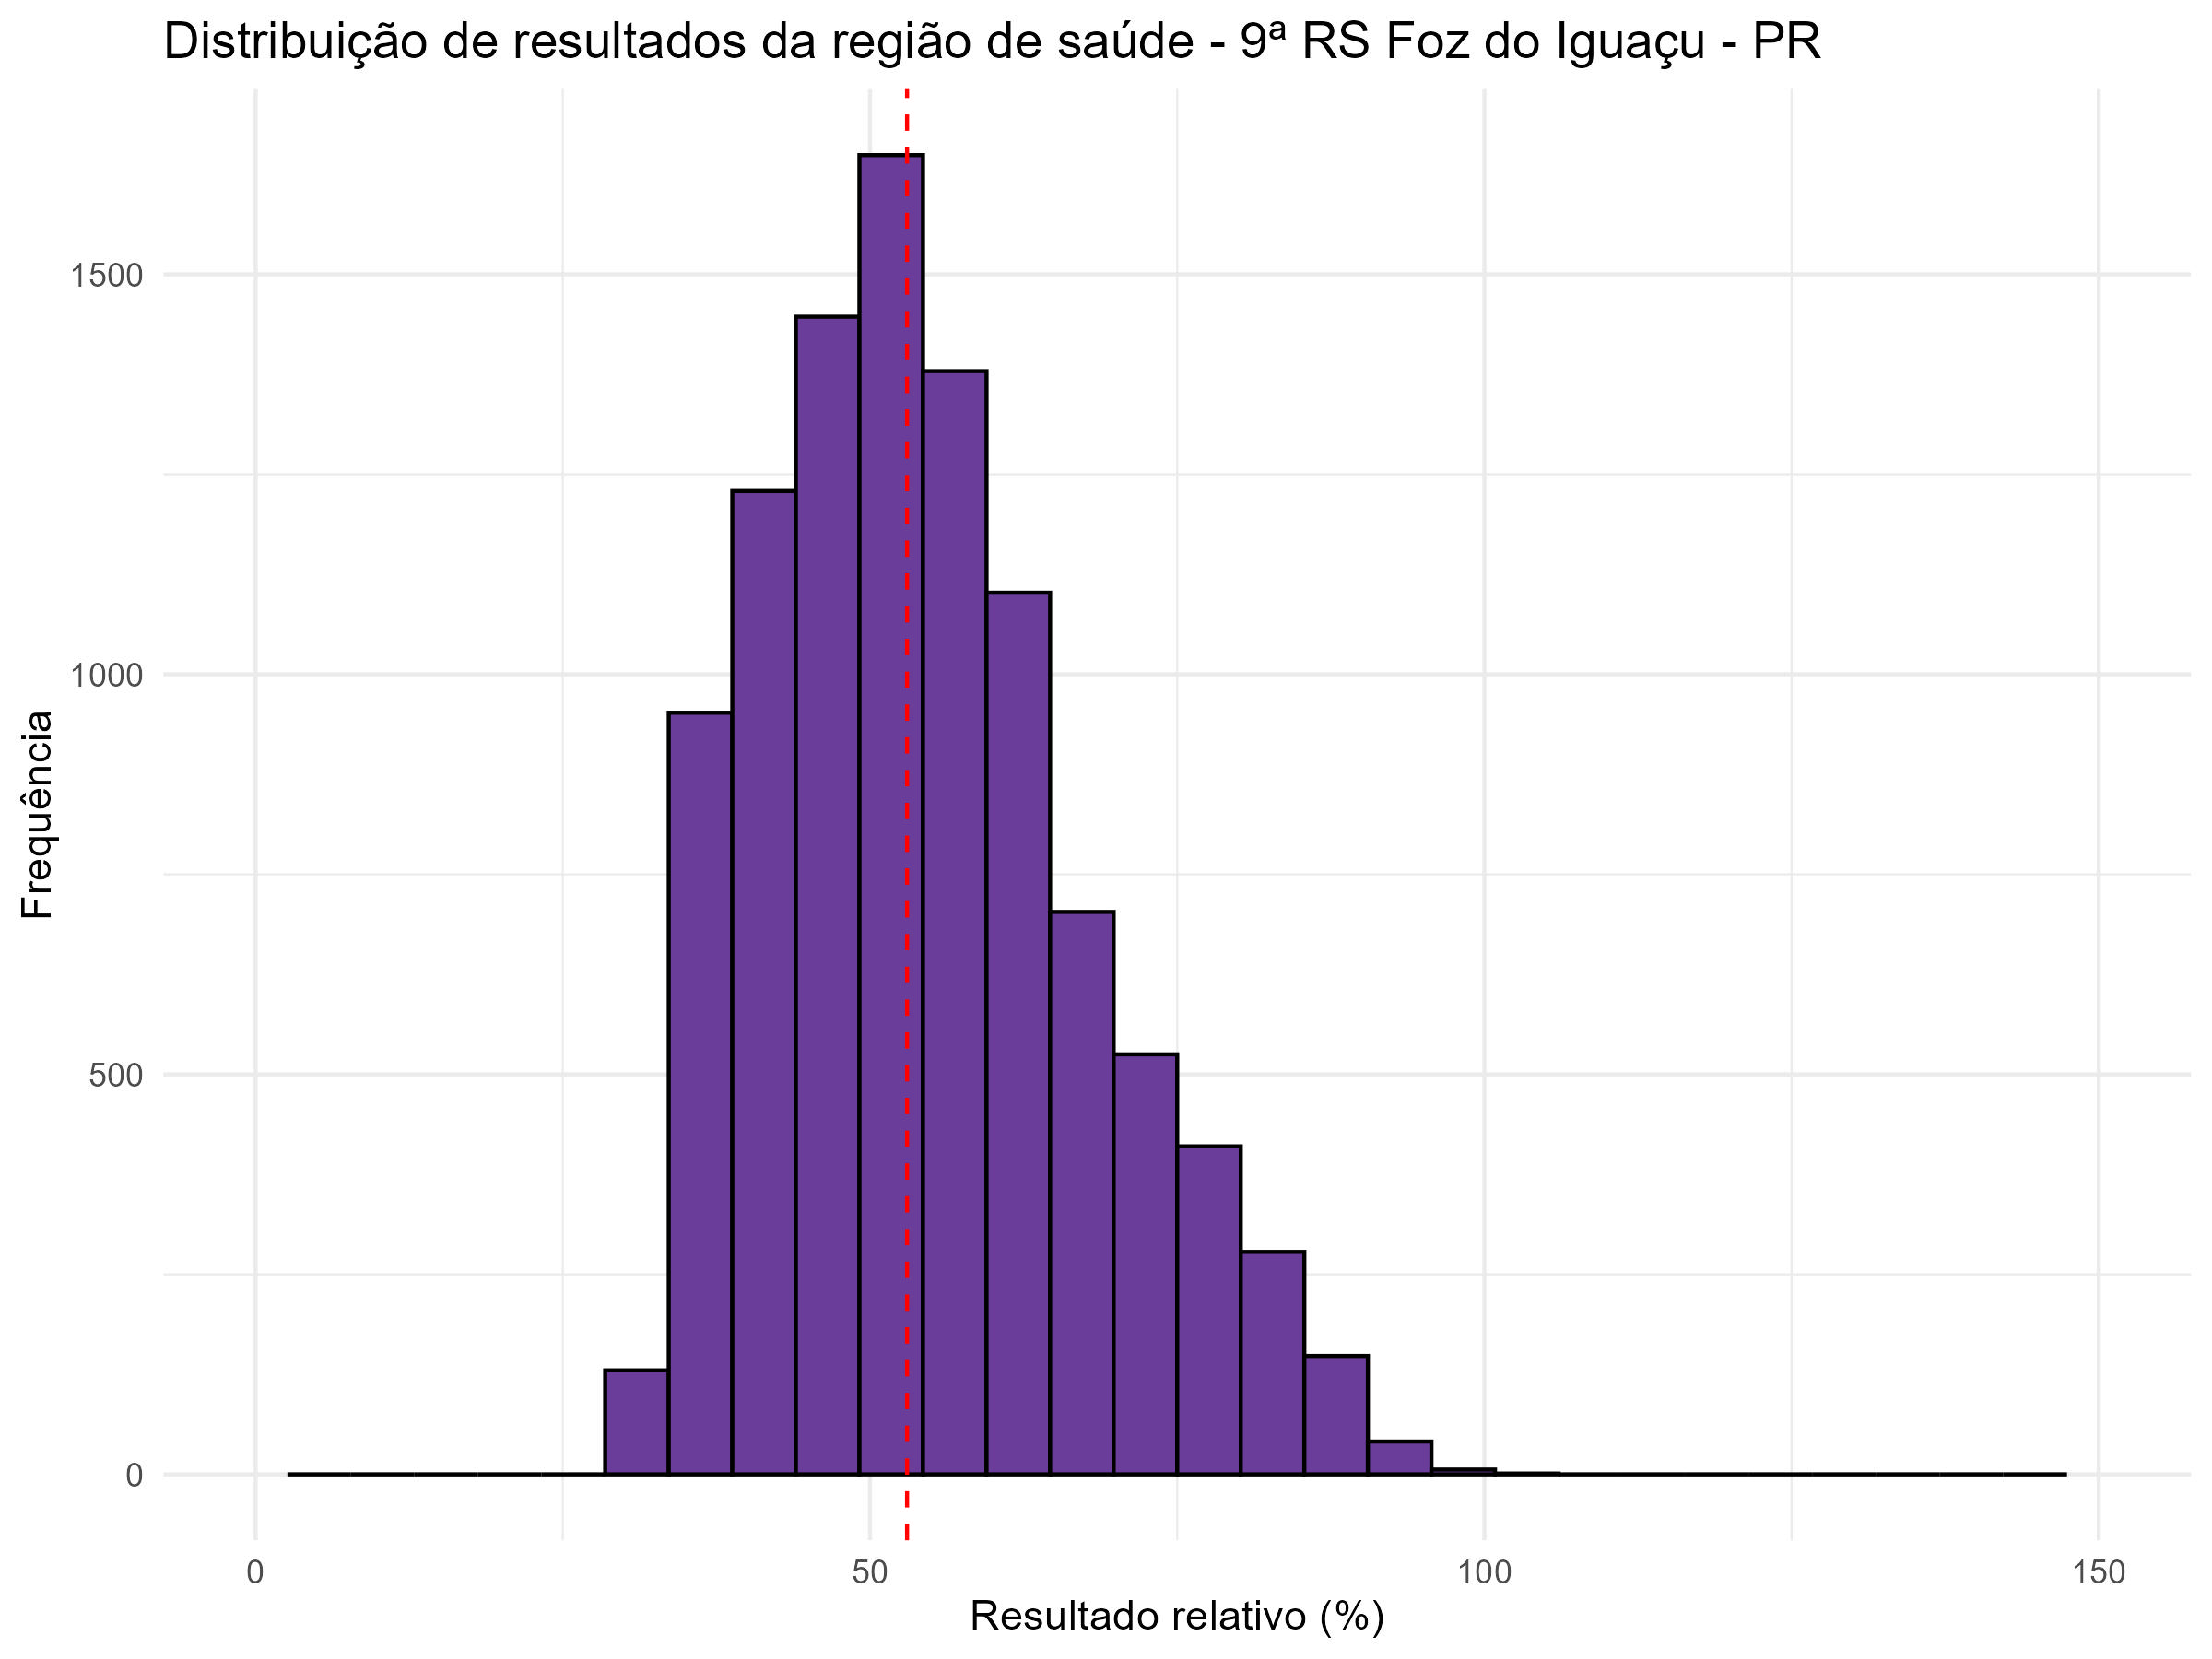 Distribuição de resultados da região de saúde - 9ª RS Foz do Iguaçu - PR
1500
1000
500
0
Frequência
0
50
100
150
Resultado relativo (%)